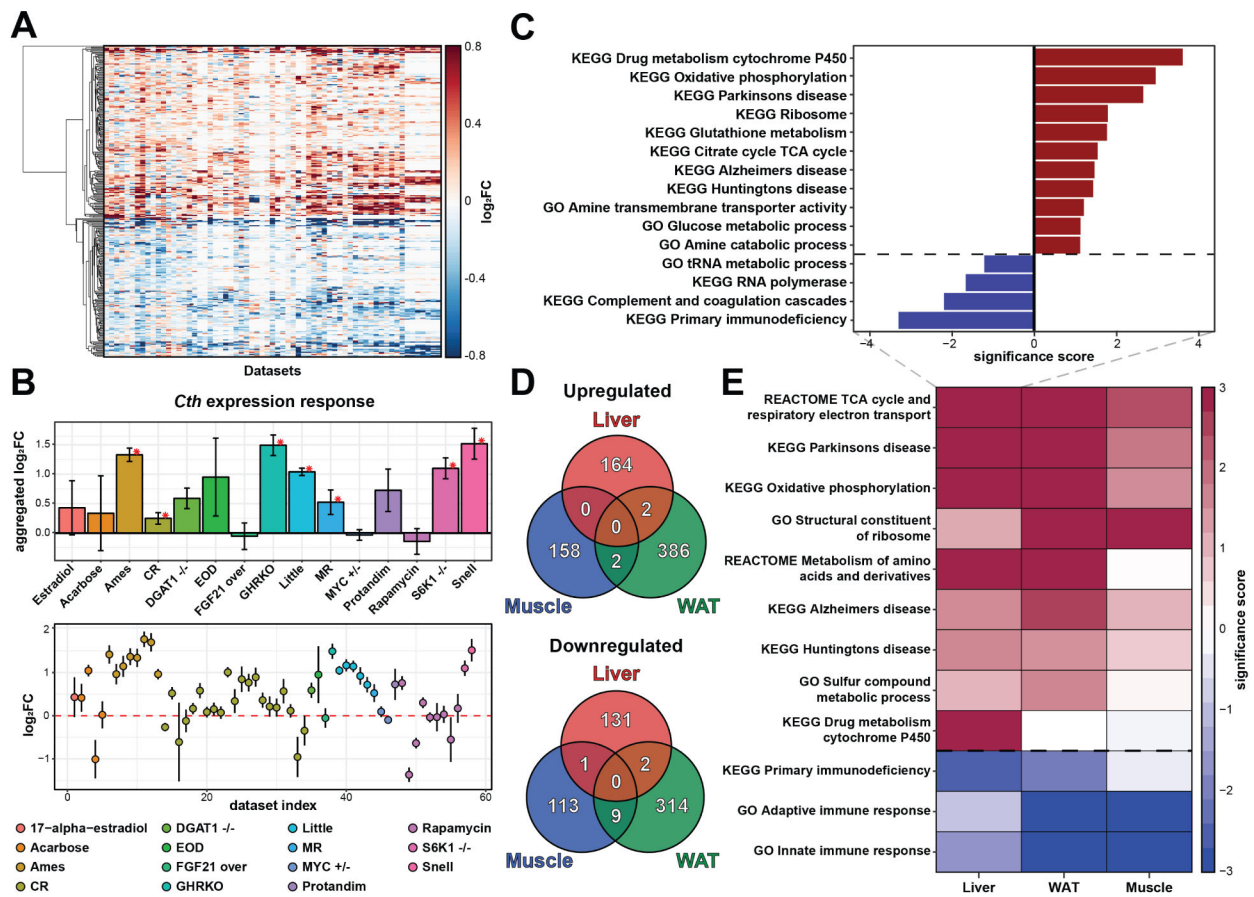 A
0.8
0.4
0
-0.4
-0.8
log₂FC
Datasets
C
KEGG Drug metabolism cytochrome P450
KEGG Oxidative phosphorylation
KEGG Parkinsons disease
KEGG Ribosome
KEGG Glutathione metabolism
KEGG Citrate cycle TCA cycle
KEGG Alzheimers disease
KEGG Huntingtons disease
GO Amine transmembrane transporter activity
GO Glucose metabolic process
GO Amine catabolic process
GO tRNA metabolic process
KEGG RNA polymerase
KEGG Complement and coagulation cascades
KEGG Primary immunodeficiency
−4 −2 0 2 4
significance score
B
Cth expression response
aggregated log₂FC
1.5
1.0
0.5
0.0
* * * * * * *
Estradiol
Acarbose
Ames
CR
DGAT1 -/-
EOD
FGF21 over
GHRKO
Little
MR
MYC +/-
Protandim
Rapamycin
S6K1 -/-
Snell
log₂FC
2
1
0
−1
0 20 40 60
dataset index
17−alpha−estradiol
Acarbose
Ames
CR
DGAT1 -/-
EOD
FGF21 over
GHRKO
Little
MR
MYC +/-
Protandim
Rapamycin
S6K1 -/-
Snell
D
Upregulated
Liver
164
0 2
0
158 386
2
Muscle WAT
Downregulated
Liver
131
1 2
0
113 314
9
Muscle WAT
E
REACTOME TCA cycle and
respiratory electron transport
KEGG Parkinsons disease
KEGG Oxidative phosphorylation
GO Structural constituent
of ribosome
REACTOME Metabolism of amino
acids and derivatives
KEGG Alzheimers disease
KEGG Huntingtons disease
GO Sulfur compound
metabolic process
KEGG Drug metabolism
cytochrome P450
KEGG Primary immunodeficiency
GO Adaptive immune response
GO Innate immune response
Liver WAT Muscle
3
2
1
0
−1
−2
−3
significance score